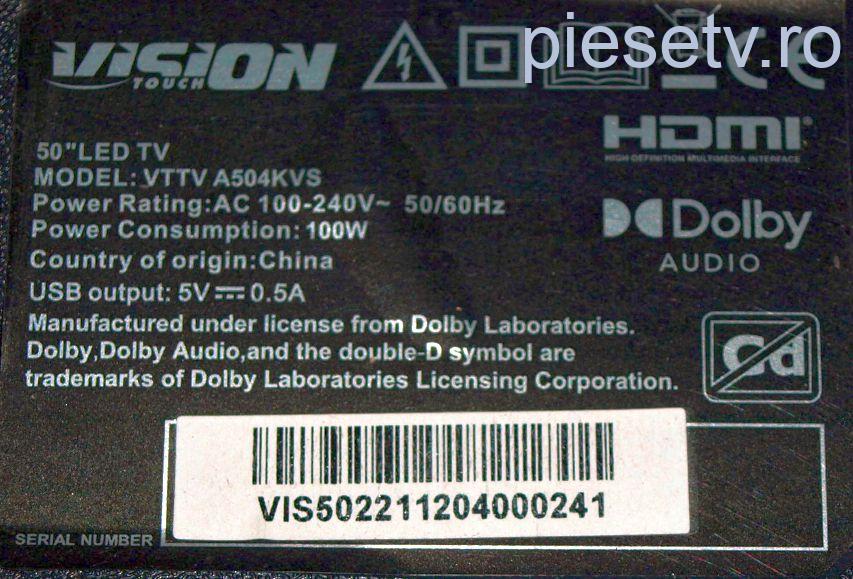 piesetv.ro
VISION
TOUCH
CE
HDMI
HIGH-DEFINITION MULTIMEDIA INTERFACE
50"LED TV
MODEL: VTTV A504KVS
Power Rating:AC 100-240V~ 50/60Hz
Power Consumption: 100W
Dolby
AUDIO
Country of origin:China
USB output: 5V⎓0.5A
Manufactured under license from Dolby Laboratories.
Dolby,Dolby Audio,and the double-D symbol are
trademarks of Dolby Laboratories Licensing Corporation.
Cd
VIS502211204000241
SERIAL NUMBER